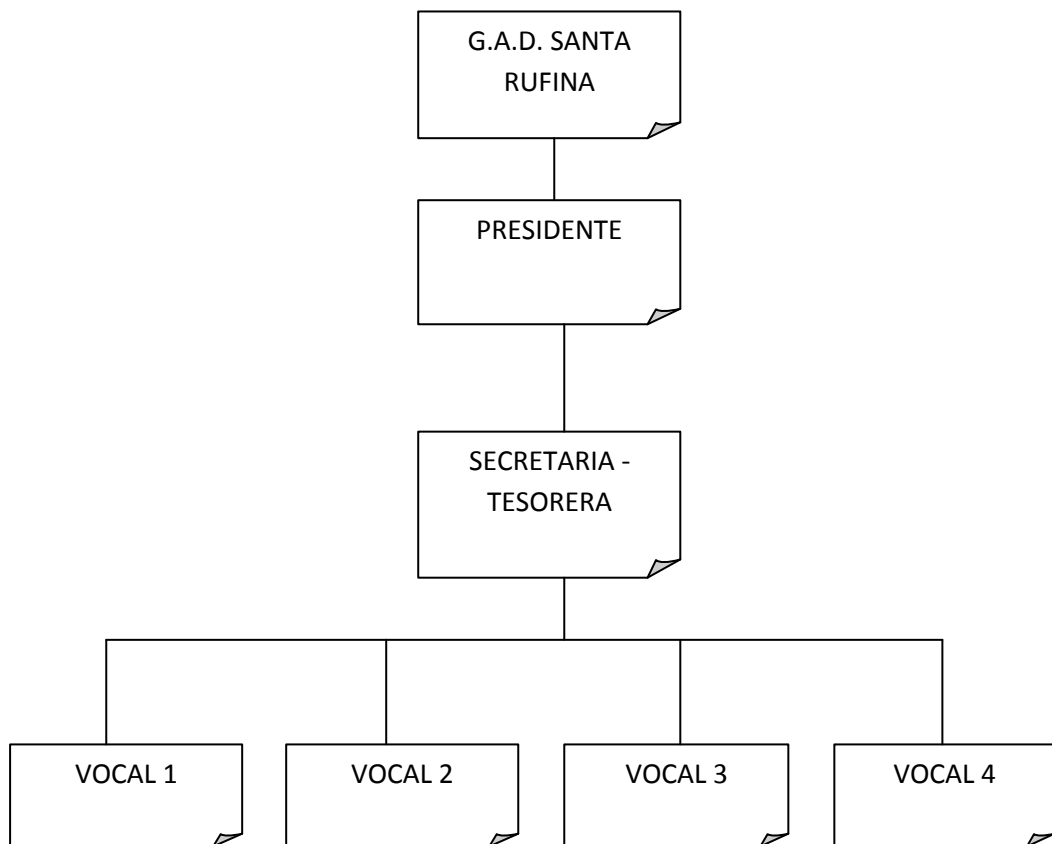 G.A.D. SANTA
RUFINA
PRESIDENTE
SECRETARIA -
TESORERA
VOCAL 1
VOCAL 2
VOCAL 3
VOCAL 4